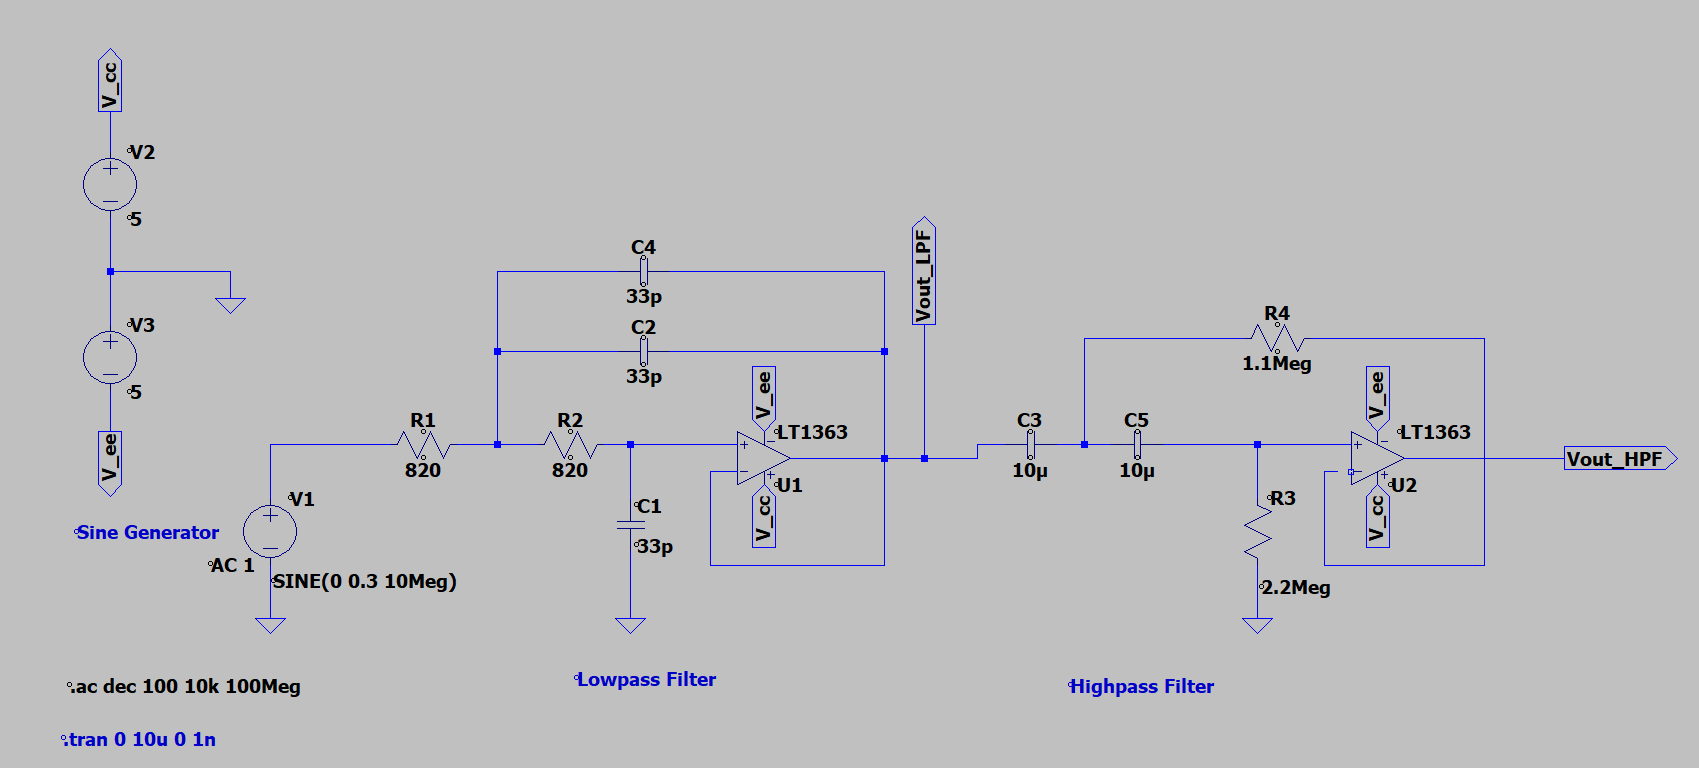 V_cc
V2
5
V3
5
V_ee
Sine Generator
V1
AC 1
SINE(0 0.3 10Meg)
R1
820
R2
820
C4
33p
C2
33p
C1
33p
V_ee
LT1363
U1
V_cc
Vout_LPF
C3
10µ
C5
10µ
R4
1.1Meg
R3
2.2Meg
V_ee
LT1363
U2
V_cc
Vout_HPF
Lowpass Filter
Highpass Filter
.ac dec 100 10k 100Meg
.tran 0 10u 0 1n